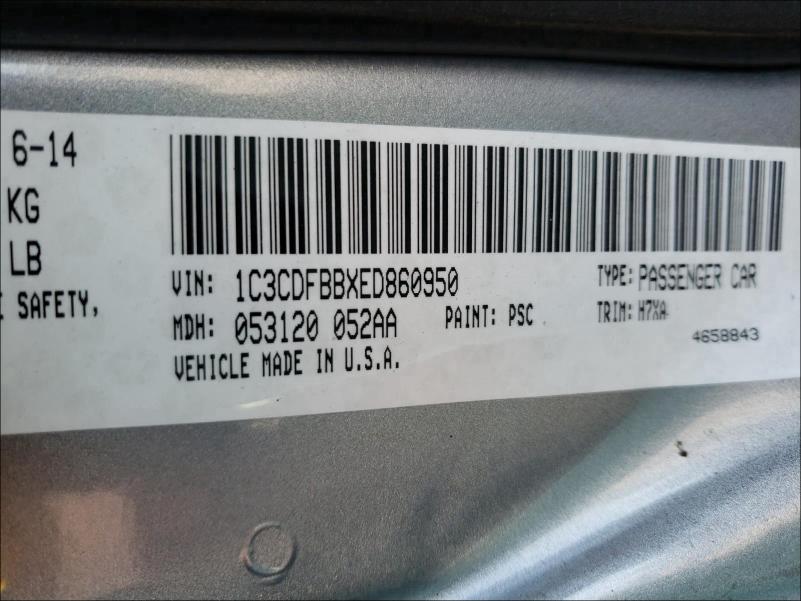 6-14
KG
LB
SAFETY,
VIN: 1C3CDFBBXED860950 TYPE: PASSENGER CAR
MDH: 053120 052AA PAINT: PSC TRIM: H7XA
4658843
VEHICLE MADE IN U.S.A.